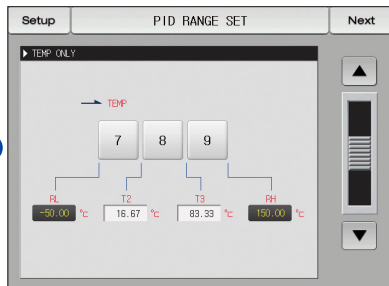 Setup PID RANGE SET Next
▶ TEMP ONLY
TEMP
7 8 9
RL T2 T3 RH
-50.00 ℃ 16.67 ℃ 83.33 ℃ 150.00 ℃